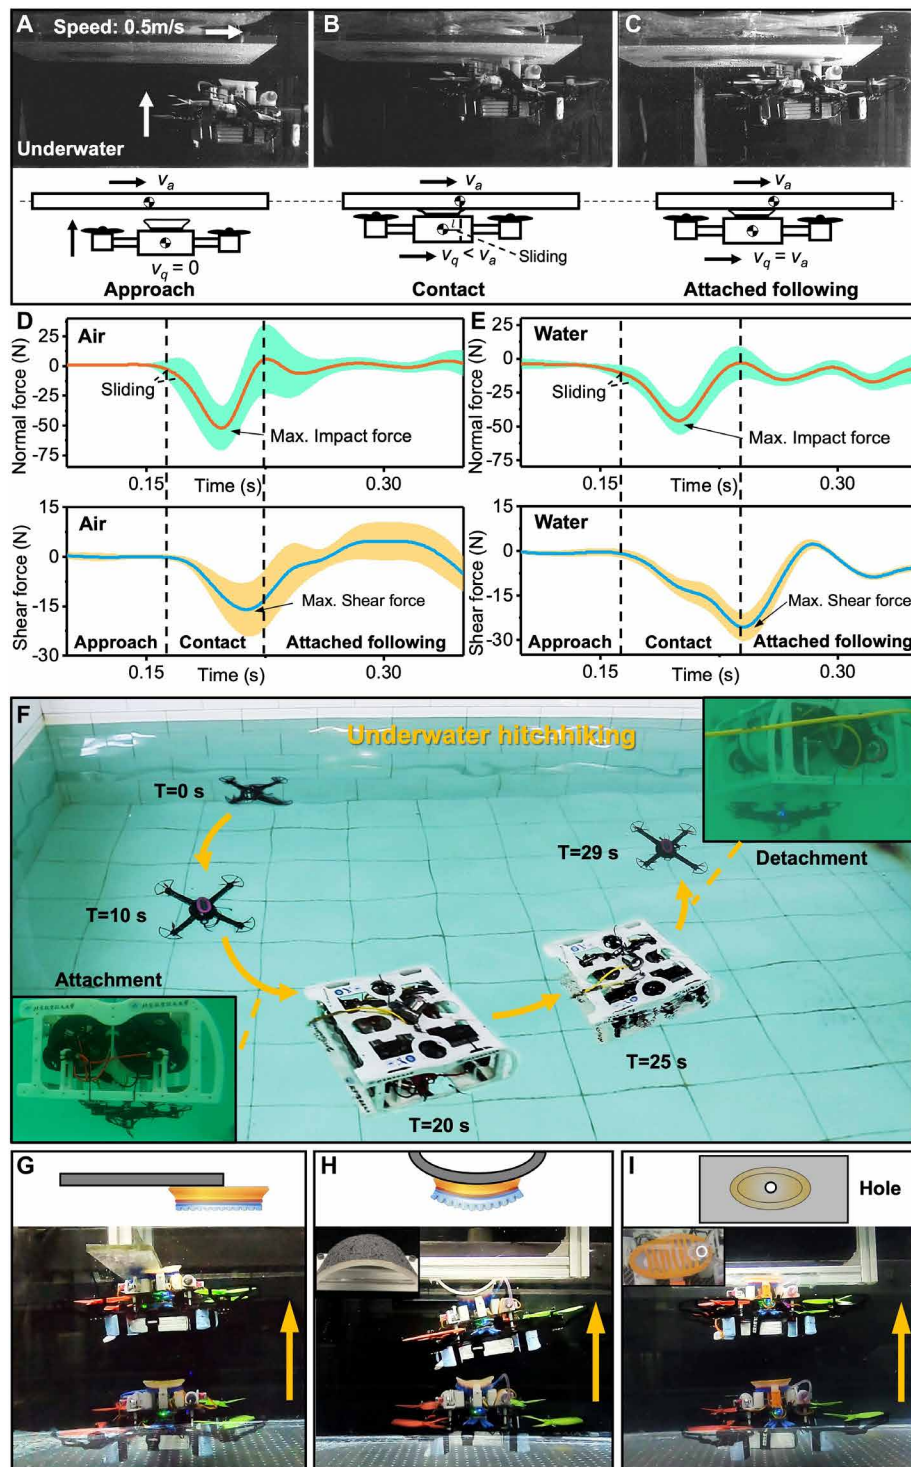 A
Speed: 0.5m/s
Underwater
B
C
v_a
v_q = 0
Approach
v_a
l
v_q < v_a
Sliding
Contact
v_a
v_q = v_a
Attached following
D
Air
Normal force (N)
25
0
-25
-50
-75
Sliding
Max. Impact force
0.15
Time (s)
0.30
E
Water
Normal force (N)
25
0
-25
-50
-75
Sliding
Max. Impact force
0.15
Time (s)
0.30
Air
Shear force (N)
15
0
-15
-30
Max. Shear force
Approach
Contact
Attached following
0.15
Time (s)
0.30
Water
Shear force (N)
15
0
-15
-30
Max. Shear force
Approach
Contact
Attached following
0.15
Time (s)
0.30
F
Underwater hitchhiking
T=0 s
T=10 s
Attachment
T=20 s
T=25 s
T=29 s
Detachment
G
H
I
Hole